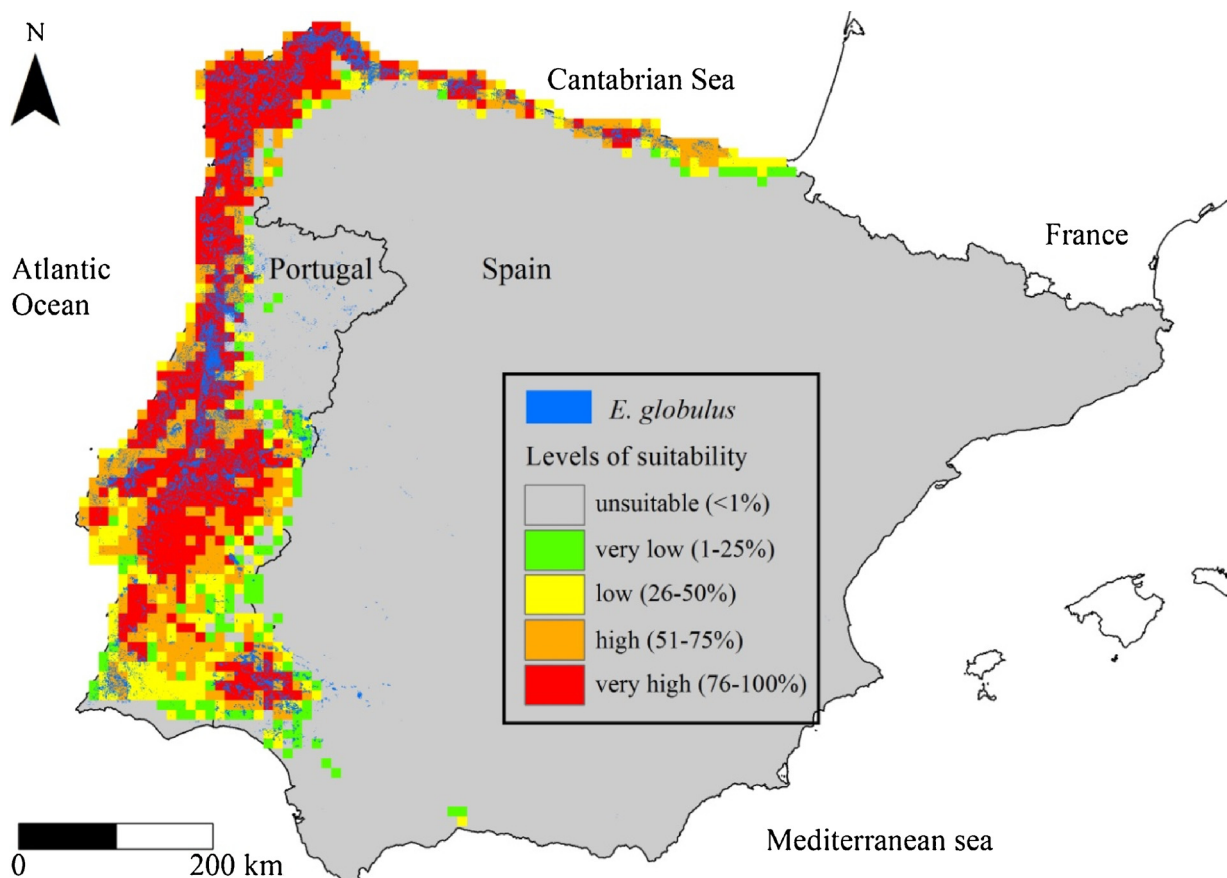 N
Cantabrian Sea
France
Atlantic
Ocean
Portugal
Spain
E. globulus
Levels of suitability
unsuitable (<1%)
very low (1-25%)
low (26-50%)
high (51-75%)
very high (76-100%)
Mediterranean sea
0 200 km